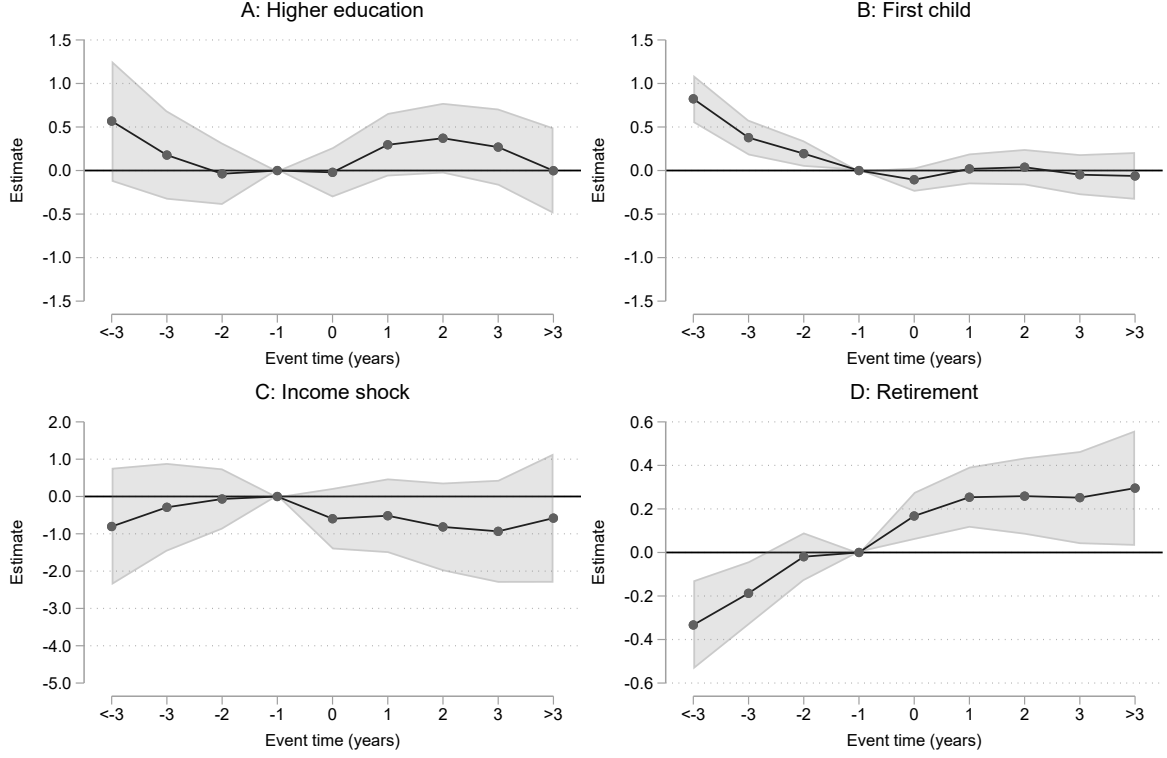 A: Higher education
1.5
1.0
0.5
0.0
-0.5
-1.0
-1.5
Estimate
<-3 -3 -2 -1 0 1 2 3 >3
Event time (years)
B: First child
1.5
1.0
0.5
0.0
-0.5
-1.0
-1.5
Estimate
<-3 -3 -2 -1 0 1 2 3 >3
Event time (years)
C: Income shock
2.0
1.0
0.0
-1.0
-2.0
-3.0
-4.0
-5.0
Estimate
<-3 -3 -2 -1 0 1 2 3 >3
Event time (years)
D: Retirement
0.6
0.4
0.2
0.0
-0.2
-0.4
-0.6
Estimate
<-3 -3 -2 -1 0 1 2 3 >3
Event time (years)